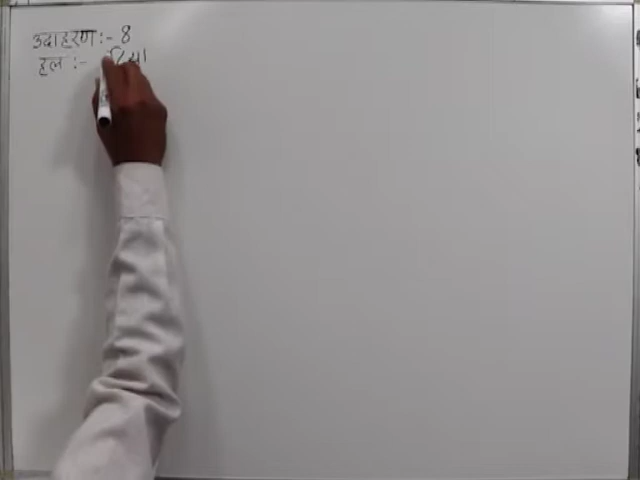 उदाहरण :- 8
हल :- दिया